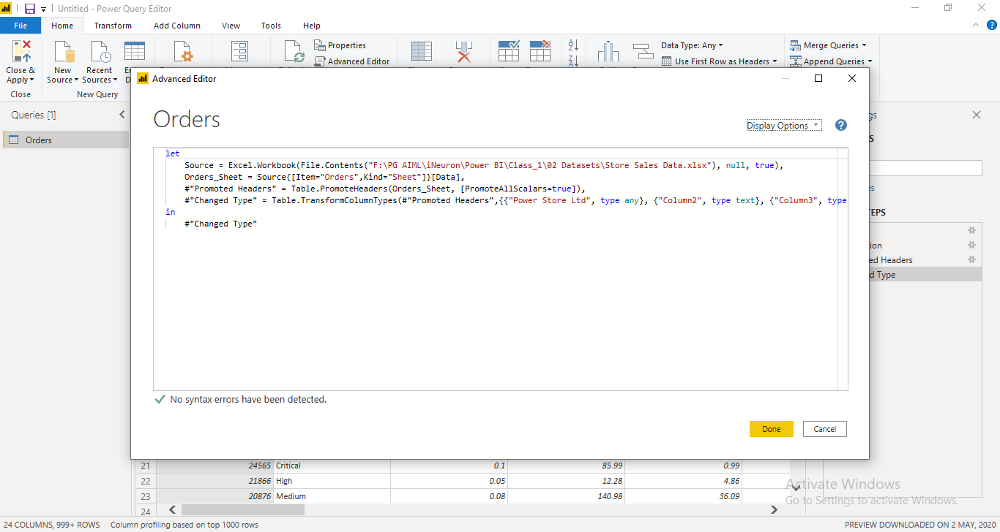 Untitled - Power Query Editor
File Home Transform Add Column View Tools Help
Close & Apply
New Source
Recent Sources
Properties
Advanced Editor
Data Type: Any
Use First Row as Headers
Merge Queries
Append Queries
Close
New Query
Queries [1]
Orders
Advanced Editor
Orders
Display Options
?
let
Source = Excel.Workbook(File.Contents("F:\PG AIML\iNeuron\Power BI\Class_1\02 Datasets\Store Sales Data.xlsx"), null, true),
Orders_Sheet = Source{[Item="Orders",Kind="Sheet"]}[Data],
#"Promoted Headers" = Table.PromoteHeaders(Orders_Sheet, [PromoteAllScalars=true]),
#"Changed Type" = Table.TransformColumnTypes(#"Promoted Headers",{{"Power Store Ltd", type any}, {"Column2", type text}, {"Column3", type
in
#"Changed Type"
No syntax errors have been detected.
Done Cancel
gs
S
es
TEPS
ion
ed Headers
d Type
21 24565 Critical 0.1 85.99 0.99
22 21866 High 0.05 12.28 4.86
23 20876 Medium 0.08 140.98 36.09
24
Activate Windows
Go to Settings to activate Windows.
24 COLUMNS, 999+ ROWS Column profiling based on top 1000 rows PREVIEW DOWNLOADED ON 2 MAY, 2020